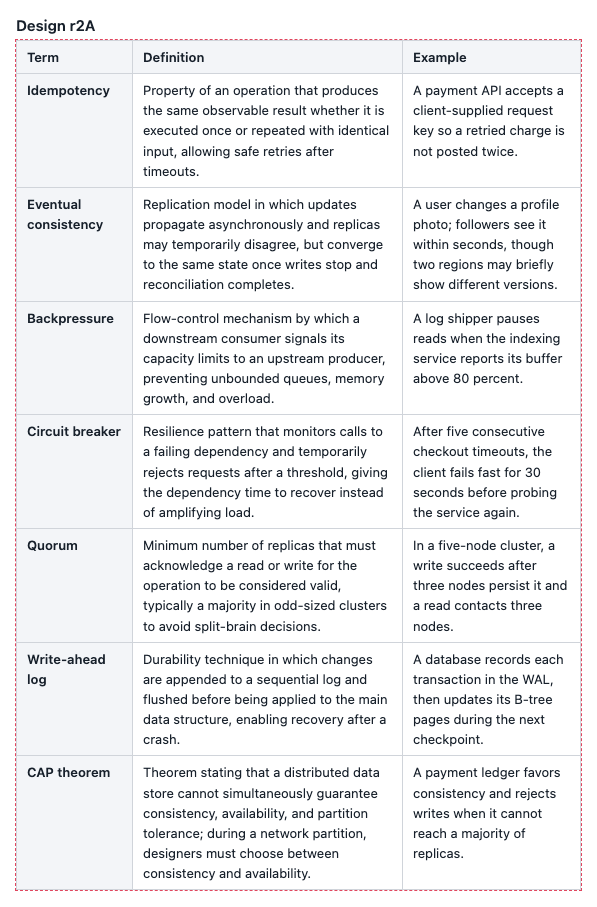 Design r2A
Term Definition Example
Idempotency
Property of an operation that produces
the same observable result whether it is
executed once or repeated with identical
input, allowing safe retries after
timeouts.
A payment API accepts a
client-supplied request
key so a retried charge is
not posted twice.
Eventual
consistency
Replication model in which updates
propagate asynchronously and replicas
may temporarily disagree, but converge
to the same state once writes stop and
reconciliation completes.
A user changes a profile
photo; followers see it
within seconds, though
two regions may briefly
show different versions.
Backpressure
Flow-control mechanism by which a
downstream consumer signals its
capacity limits to an upstream producer,
preventing unbounded queues, memory
growth, and overload.
A log shipper pauses
reads when the indexing
service reports its buffer
above 80 percent.
Circuit breaker
Resilience pattern that monitors calls to
a failing dependency and temporarily
rejects requests after a threshold, giving
the dependency time to recover instead
of amplifying load.
After five consecutive
checkout timeouts, the
client fails fast for 30
seconds before probing
the service again.
Quorum
Minimum number of replicas that must
acknowledge a read or write for the
operation to be considered valid,
typically a majority in odd-sized clusters
to avoid split-brain decisions.
In a five-node cluster, a
write succeeds after
three nodes persist it and
a read contacts three
nodes.
Write-ahead
log
Durability technique in which changes
are appended to a sequential log and
flushed before being applied to the main
data structure, enabling recovery after a
crash.
A database records each
transaction in the WAL,
then updates its B-tree
pages during the next
checkpoint.
CAP theorem
Theorem stating that a distributed data
store cannot simultaneously guarantee
consistency, availability, and partition
tolerance; during a network partition,
designers must choose between
consistency and availability.
A payment ledger favors
consistency and rejects
writes when it cannot
reach a majority of
replicas.